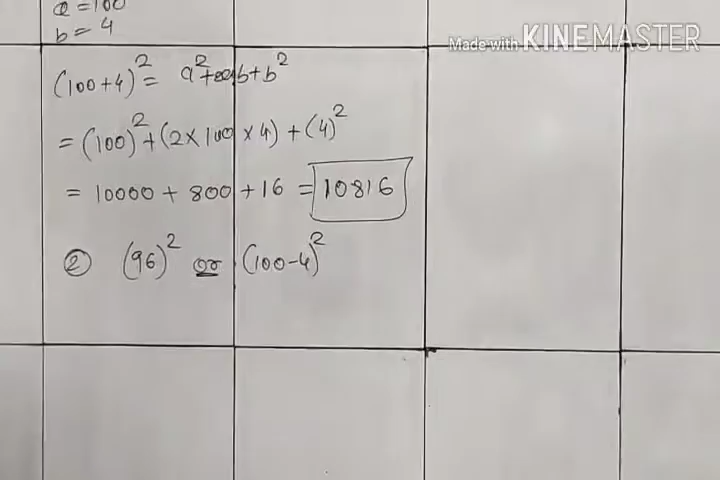 a = 100
b = 4
Made with KINEMASTER
(100+4)² = a²+2ab+b²
= (100)² + (2×100×4) + (4)²
= 10000 + 800 + 16 = 10816
② (96)² or (100-4)²